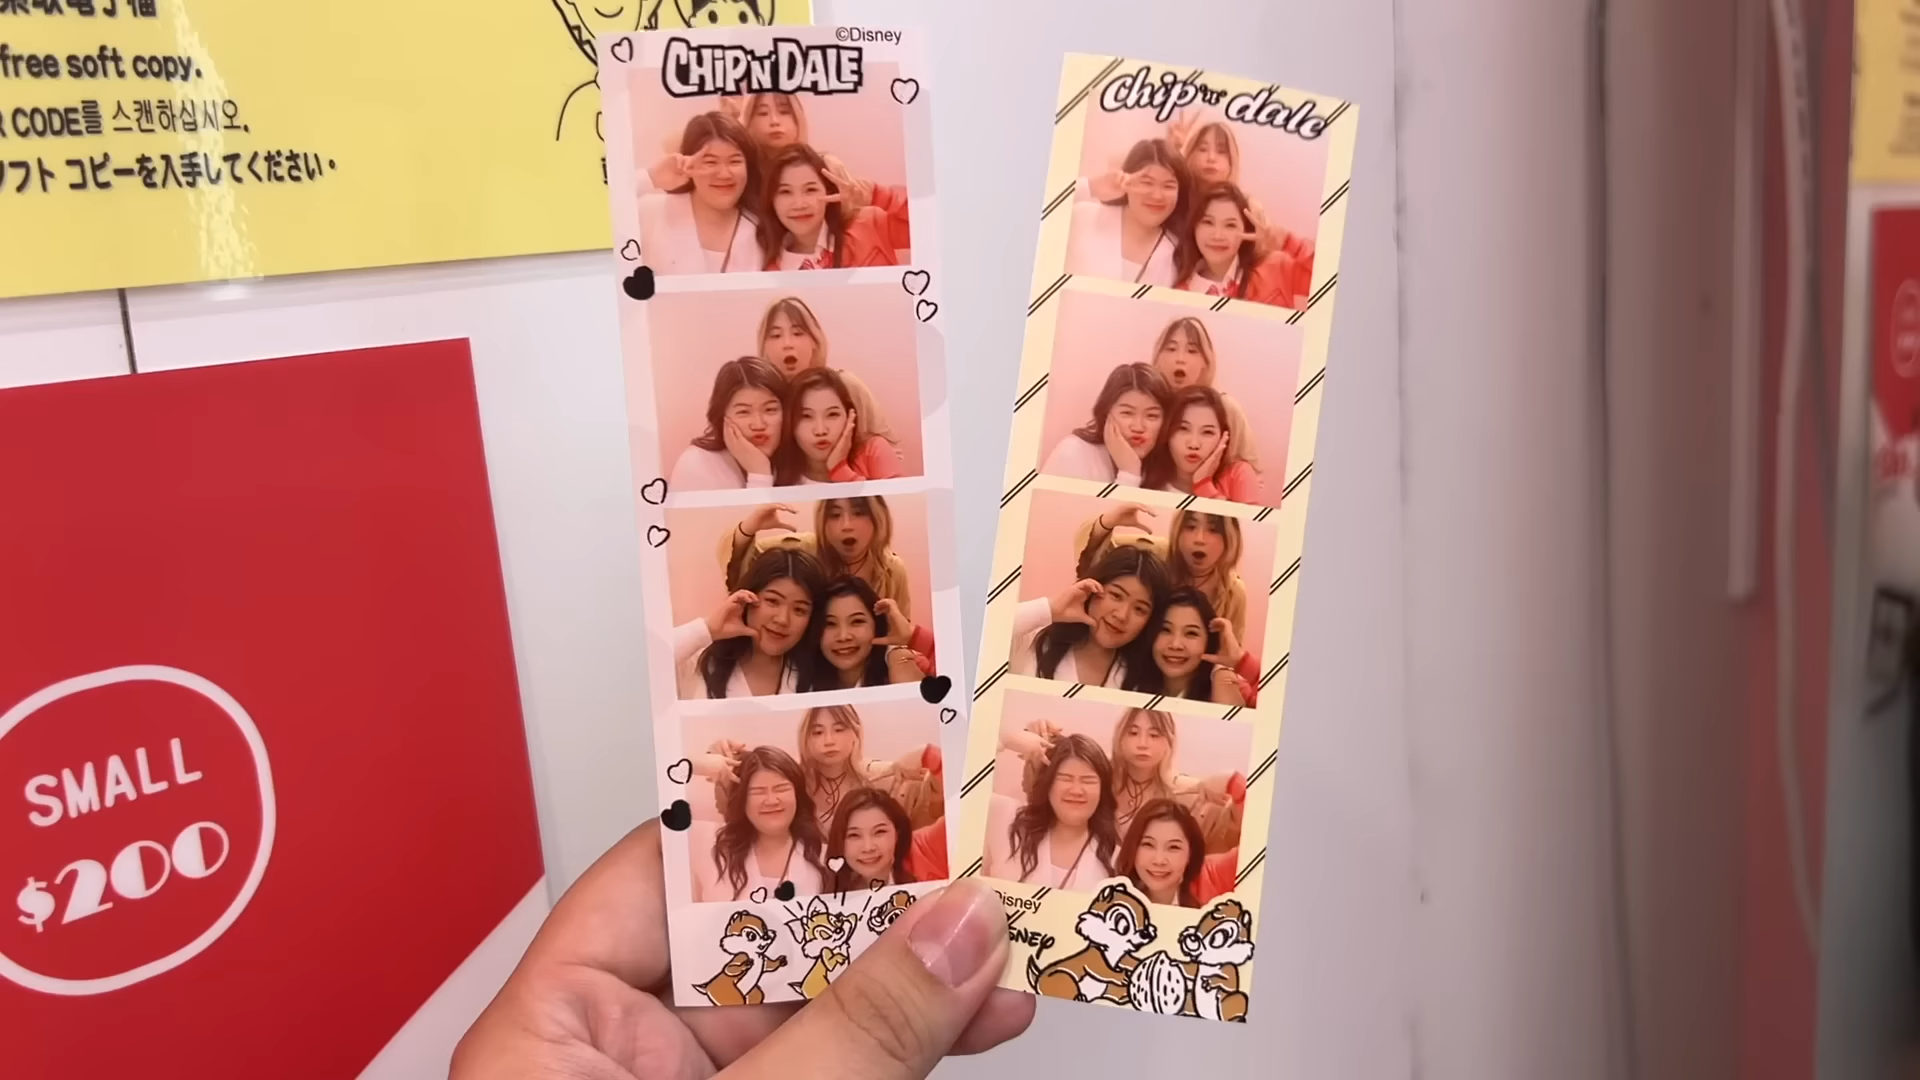 free soft copy.
CODE를 스캔하십시오.
ソフト コピーを入手してください。
SMALL
$200
©Disney
CHIP'N'DALE
chip 'n' dale
Disney